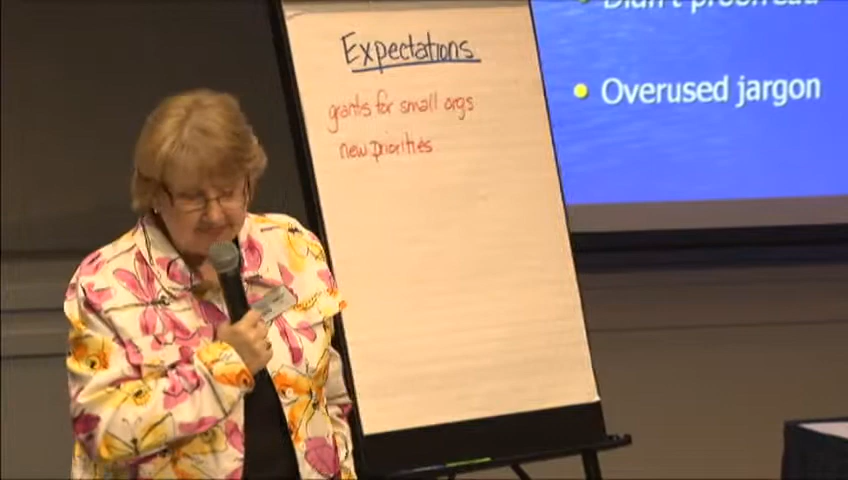 Expectations
grants for small orgs
new priorities
Didn't proofread
Overused jargon